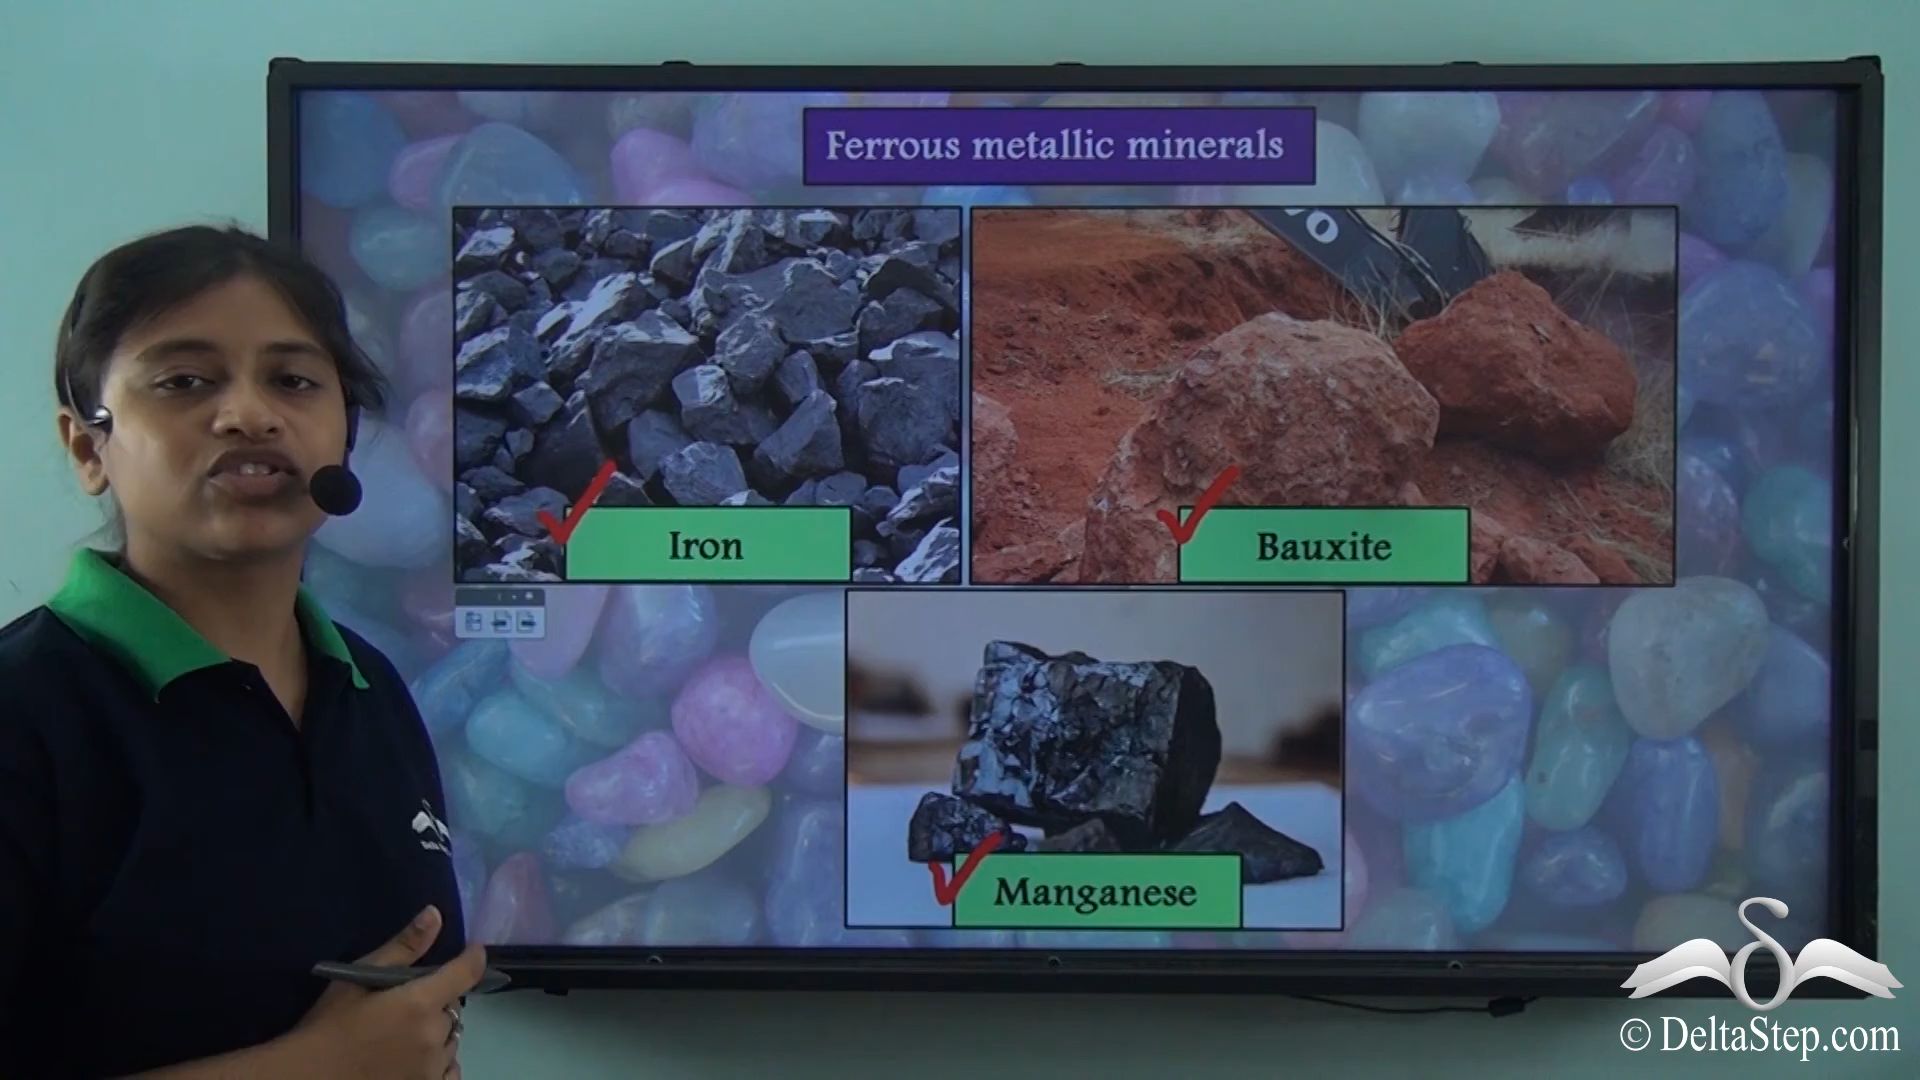 Ferrous metallic minerals
Iron
Bauxite
Manganese
© DeltaStep.com